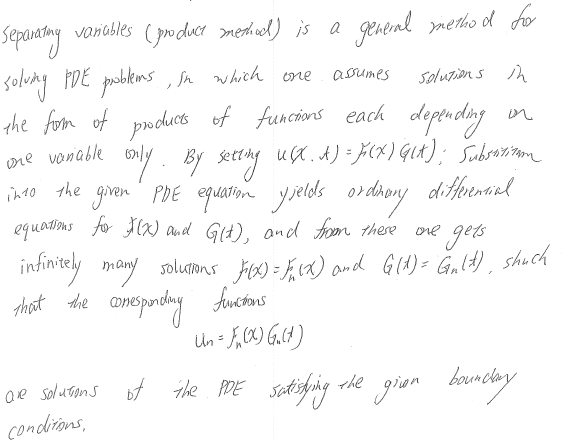 Separating variables (product method) is a general method for
solving PDE problems, in which one assumes solutions in
the form of products of functions each depending on
one variable only. By setting u(x,t) = F(x)G(t); Substitution
into the given PDE equation yields ordinary differential
equations for F(x) and G(t), and from these one gets
infinitely many solutions F(x) = Fn(x) and G(t) = Gn(t), shuch
that the corresponding functions
Un = Fn(x)Gn(t)
are solutions of the PDE satisfying the given boundary
conditions.